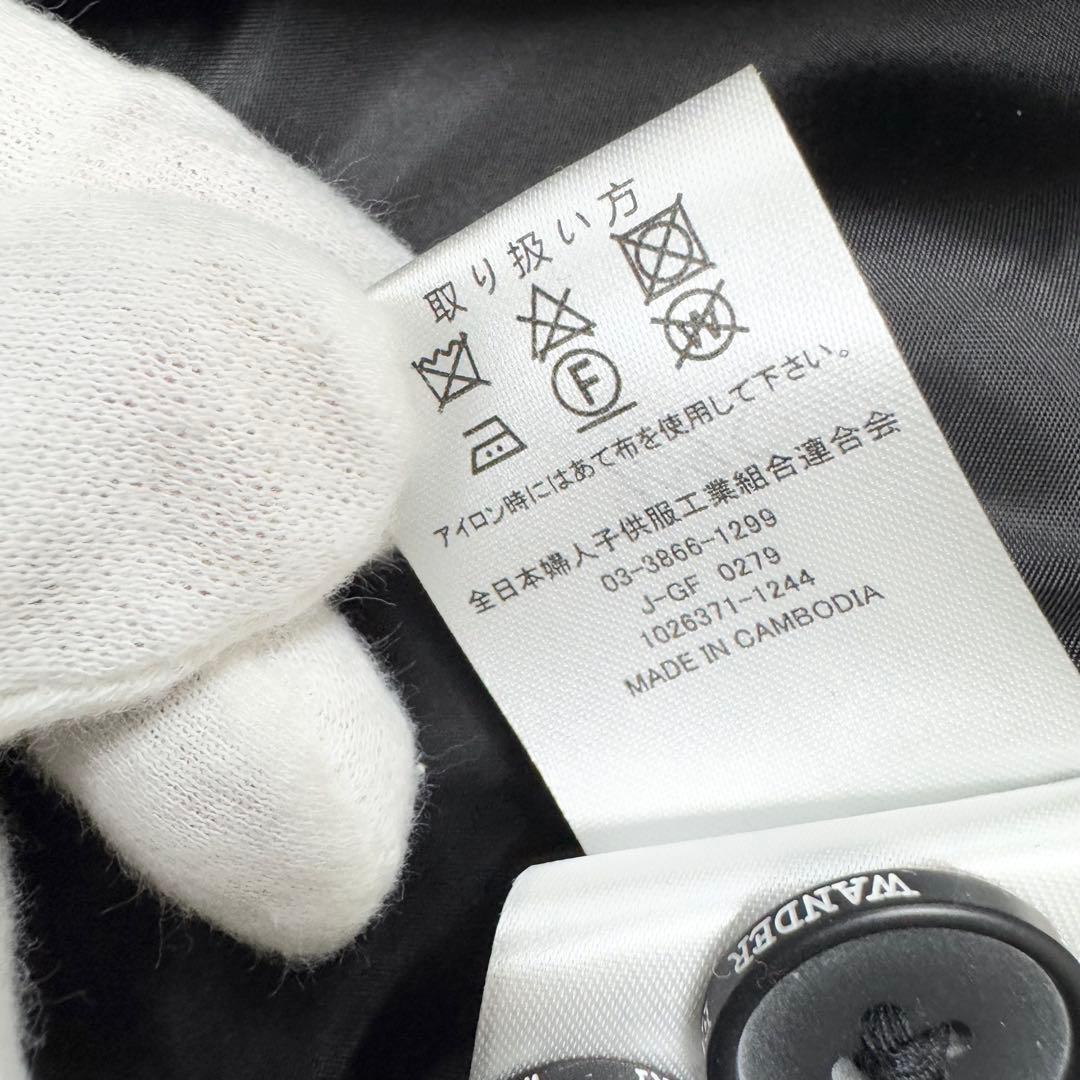 取り扱い方
F
W
アイロン時にはあて布を使用して下さい。
全日本婦人子供服工業組合連合会
03-3866-1299
J-GF 0279
1026371-1244
MADE IN CAMBODIA
WANDER